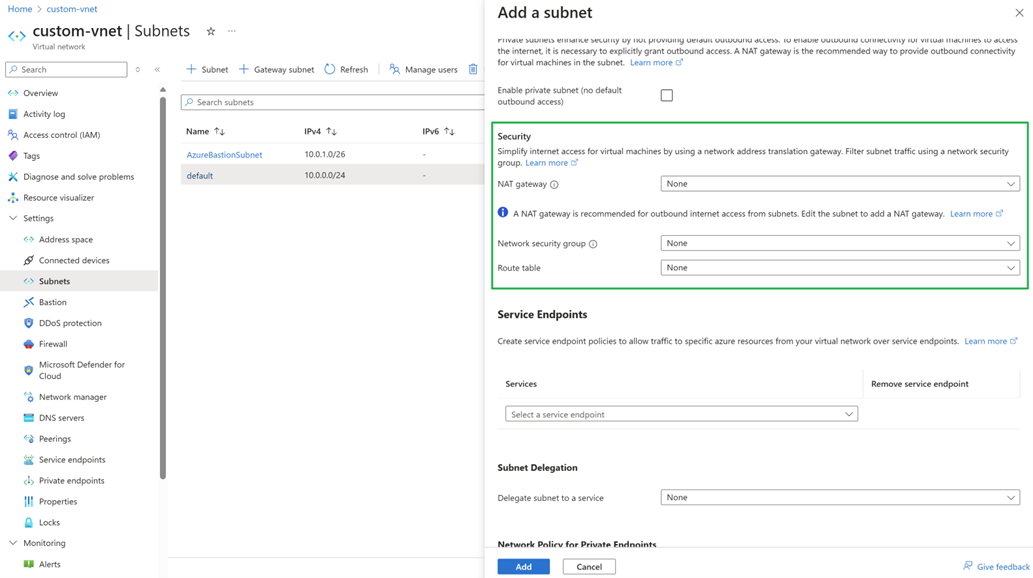 Home > custom-vnet
custom-vnet | Subnets ☆ ...
Virtual network
Search
Overview
Activity log
Access control (IAM)
Tags
Diagnose and solve problems
Resource visualizer
Settings
Address space
Connected devices
Subnets
Bastion
DDoS protection
Firewall
Microsoft Defender for
Cloud
Network manager
DNS servers
Peerings
Service endpoints
Private endpoints
Properties
Locks
Monitoring
Alerts
+ Subnet + Gateway subnet Refresh Manage users
Search subnets
Name ↑↓ IPv4 ↑↓ IPv6 ↑↓
AzureBastionSubnet 10.0.1.0/26 -
default 10.0.0.0/24 -
Add a subnet
Private subnets enhance security by not providing default outbound access. To enable outbound connectivity for virtual machines to access
the internet, it is necessary to explicitly grant outbound access. A NAT gateway is the recommended way to provide outbound connectivity
for virtual machines in the subnet. Learn more
Enable private subnet (no default
outbound access)
Security
Simplify internet access for virtual machines by using a network address translation gateway. Filter subnet traffic using a network security
group. Learn more
NAT gateway None
A NAT gateway is recommended for outbound internet access from subnets. Edit the subnet to add a NAT gateway. Learn more
Network security group None
Route table None
Service Endpoints
Create service endpoint policies to allow traffic to specific azure resources from your virtual network over service endpoints. Learn more
Services Remove service endpoint
Select a service endpoint
Subnet Delegation
Delegate subnet to a service None
Network Policy for Private Endpoints
Add Cancel Give feedback